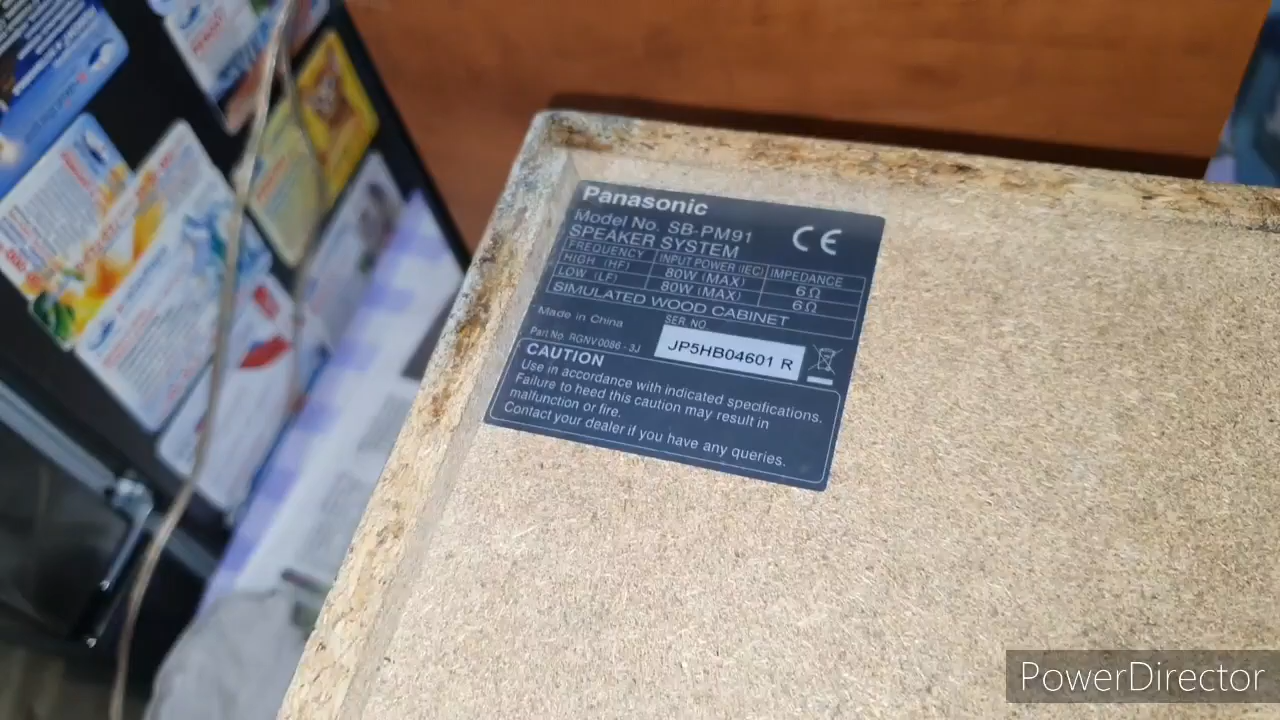 Panasonic
Model No. SB-PM91
SPEAKER SYSTEM
CE
FREQUENCY INPUT POWER (IEC) IMPEDANCE
HIGH (HF) 80W (MAX) 6Ω
LOW (LF) 80W (MAX) 6Ω
SIMULATED WOOD CABINET
Made in China SER. NO.
Part No. RGNV0086-3J JP5HB04601 R
CAUTION
Use in accordance with indicated specifications.
Failure to heed this caution may result in
malfunction or fire.
Contact your dealer if you have any queries.
PowerDirector